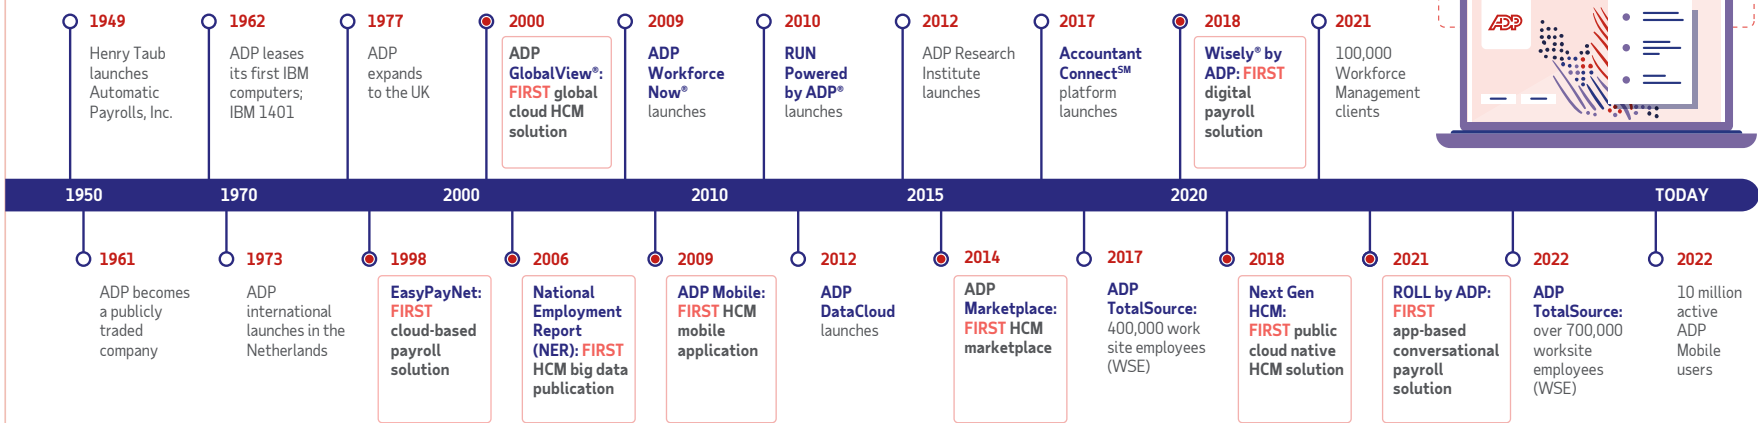 1949
Henry Taub
launches
Automatic
Payrolls, Inc.
1962
ADP leases
its first IBM
computers;
IBM 1401
1977
ADP
expands
to the UK
2000
ADP
GlobalView®:
FIRST global
cloud HCM
solution
2009
ADP
Workforce
Now®
launches
2010
RUN
Powered
by ADP®
launches
2012
ADP Research
Institute
launches
2017
Accountant
Connect℠
platform
launches
2018
Wisely® by
ADP: FIRST
digital
payroll
solution
2021
100,000
Workforce
Management
clients
ADP
1950 1970 2000 2010 2015 2020 TODAY
1961
ADP becomes
a publicly
traded
company
1973
ADP
international
launches in the
Netherlands
1998
EasyPayNet:
FIRST
cloud-based
payroll
solution
2006
National
Employment
Report
(NER): FIRST
HCM big data
publication
2009
ADP Mobile:
FIRST HCM
mobile
application
2012
ADP
DataCloud
launches
2014
ADP
Marketplace:
FIRST HCM
marketplace
2017
ADP
TotalSource:
400,000 work
site employees
(WSE)
2018
Next Gen
HCM:
FIRST public
cloud native
HCM solution
2021
ROLL by ADP:
FIRST
app-based
conversational
payroll
solution
2022
ADP
TotalSource:
over 700,000
worksite
employees
(WSE)
2022
10 million
active
ADP
Mobile
users